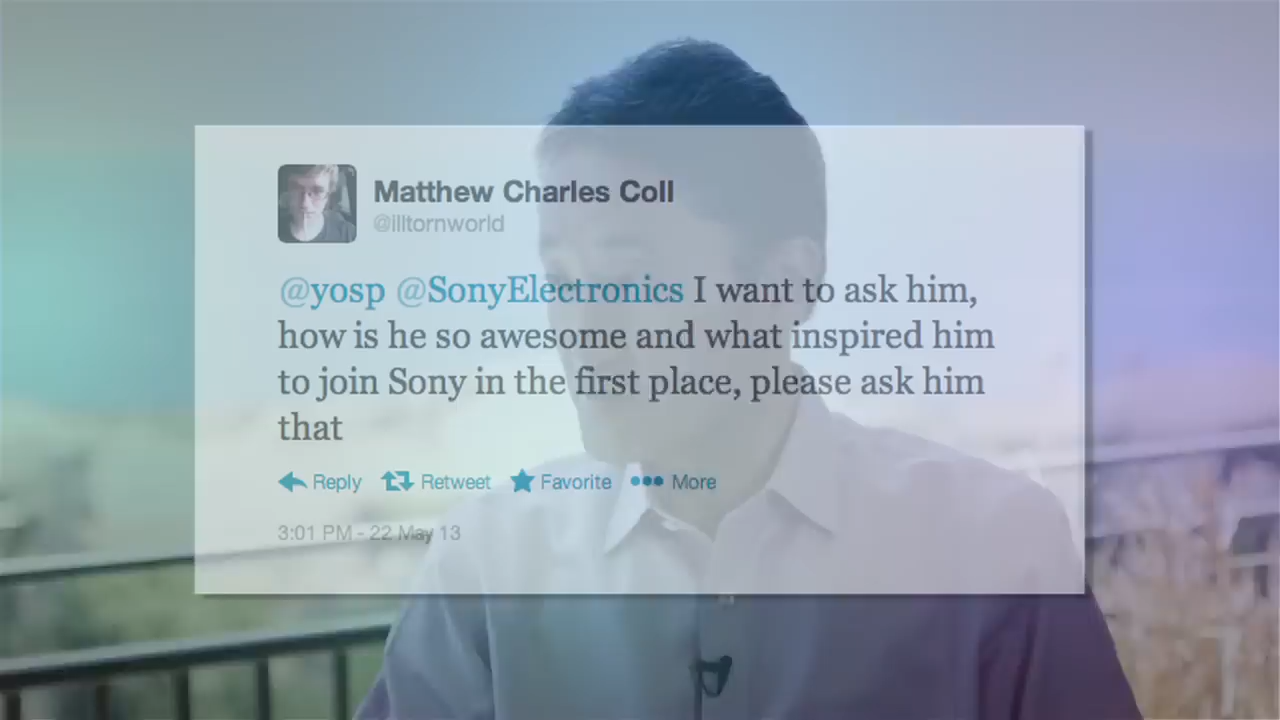 Matthew Charles Coll
@illtornworld
@yosp @SonyElectronics I want to ask him,
how is he so awesome and what inspired him
to join Sony in the first place, please ask him
that
Reply Retweet Favorite More
3:01 PM - 22 May 13